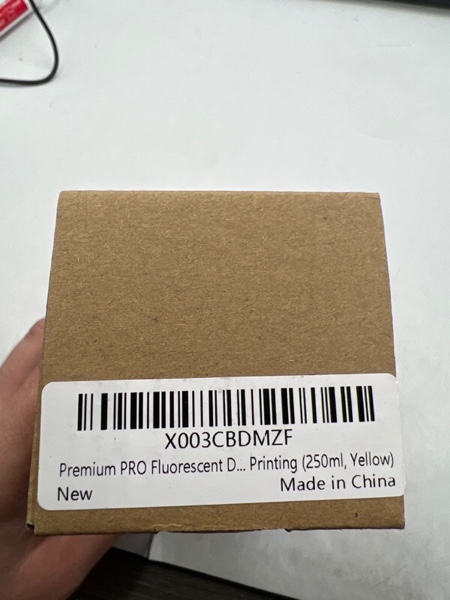 X003CBDMZF
Premium PRO Fluorescent D... Printing (250ml, Yellow)
New
Made in China